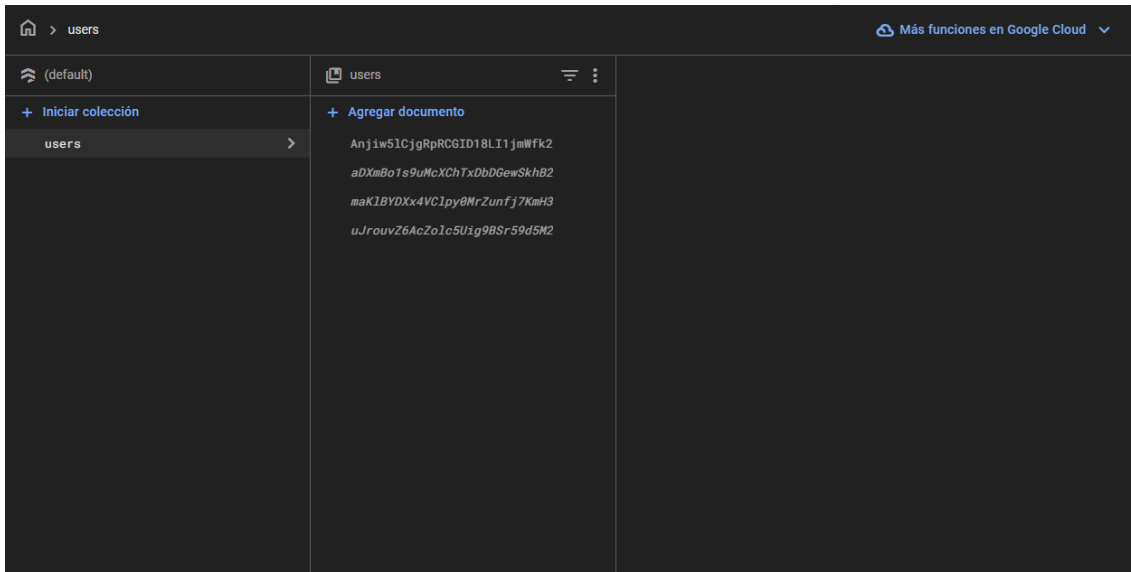 users
Más funciones en Google Cloud
(default)
users
Iniciar colección
Agregar documento
users
Anjiw5lCjgRpRCGID18LI1jmWfk2
aDXmBo1s9uMcXChTxDbDGewSkhB2
maKlBYDXx4VClpy0MrZunfj7KmH3
uJrouvZ6AcZolc5Uig9BSr59d5M2